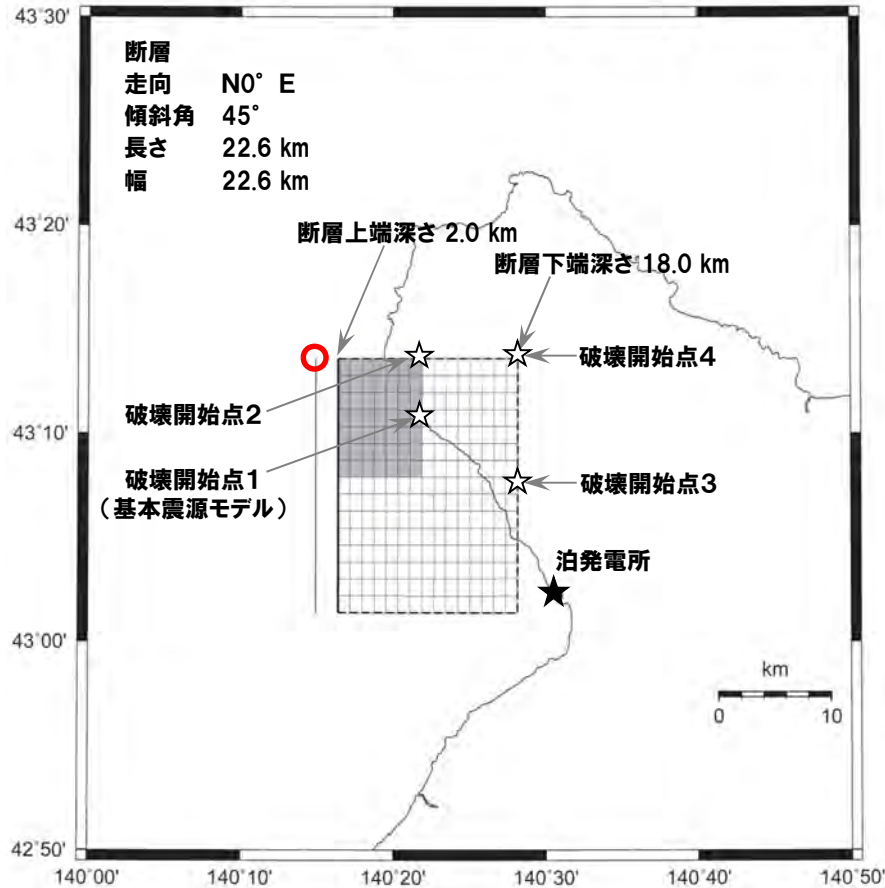 43°30'
断層
走向 N0° E
傾斜角 45°
長さ 22.6 km
幅 22.6 km
43°20'
断層上端深さ 2.0 km
断層下端深さ 18.0 km
破壊開始点4
破壊開始点2
43°10'
破壊開始点1
（基本震源モデル）
破壊開始点3
泊発電所
43°00'
km
0 10
42°50'
140°00' 140°10' 140°20' 140°30' 140°40' 140°50'